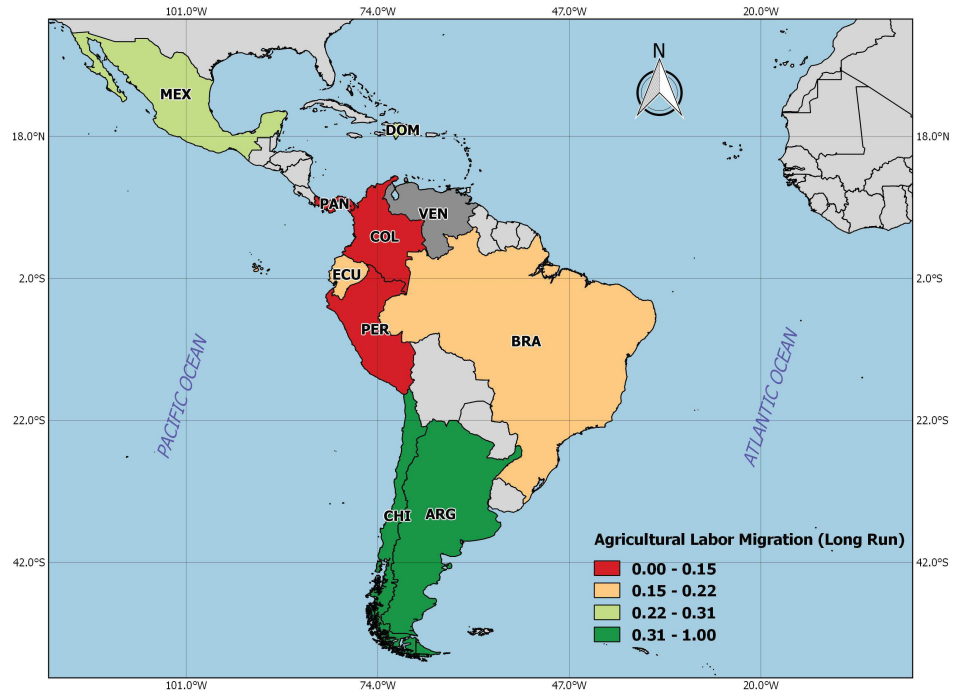 101.0°W 74.0°W 47.0°W 20.0°W
N
MEX
18.0°N DOM 18.0°N
PAN
VEN
COL
ECU
2.0°S 2.0°S
PER
BRA
PACIFIC OCEAN
ATLANTIC OCEAN
22.0°S 22.0°S
CHI ARG
Agricultural Labor Migration (Long Run)
42.0°S 42.0°S
0.00 - 0.15
0.15 - 0.22
0.22 - 0.31
0.31 - 1.00
101.0°W 74.0°W 47.0°W 20.0°W